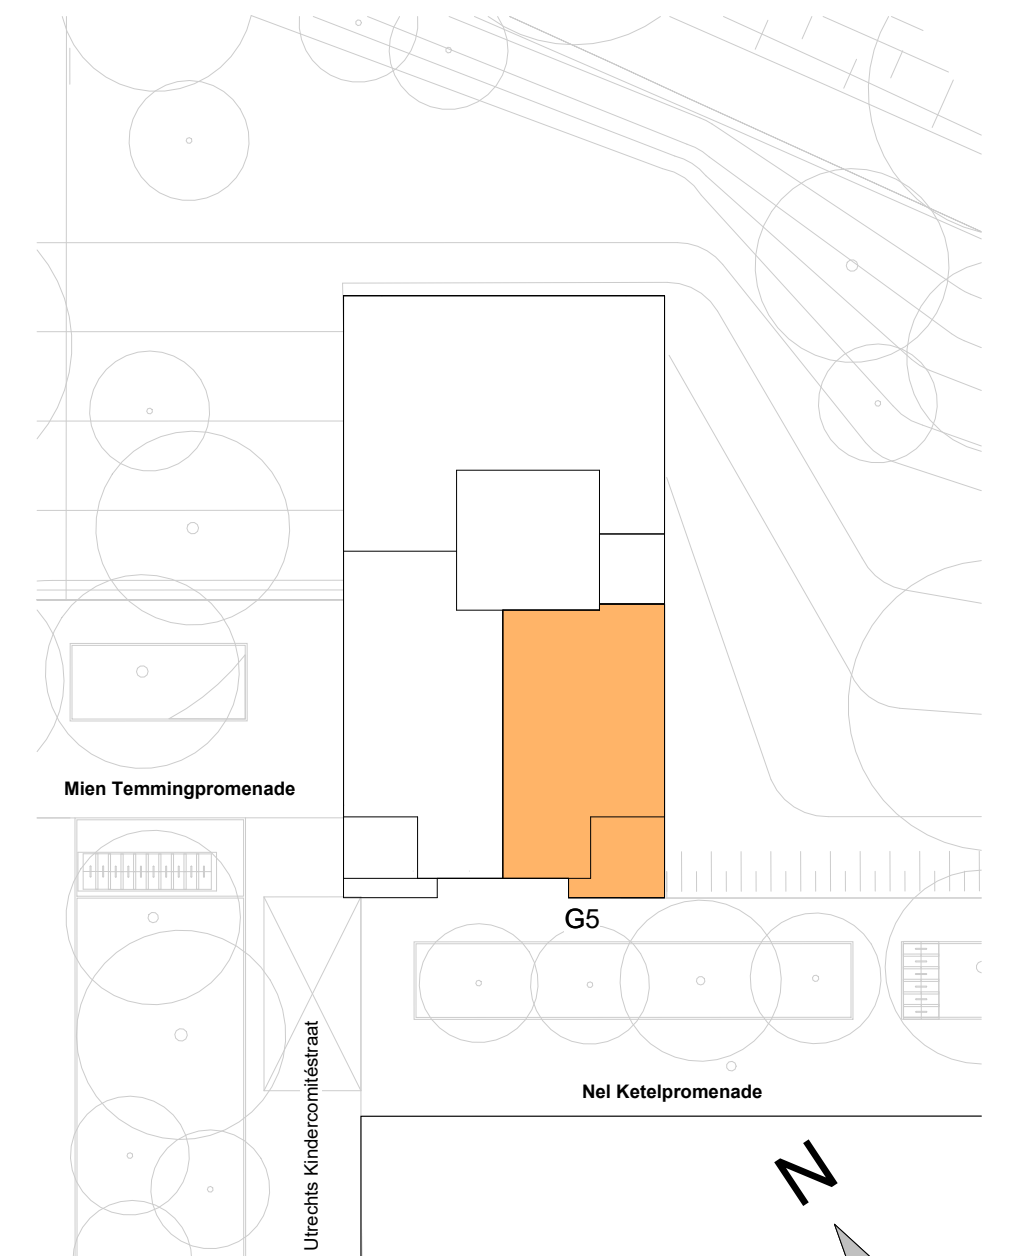 Mien Temmingpromenade
G5
Utrechts Kindercomitéstraat
Nel Ketelpromenade
N